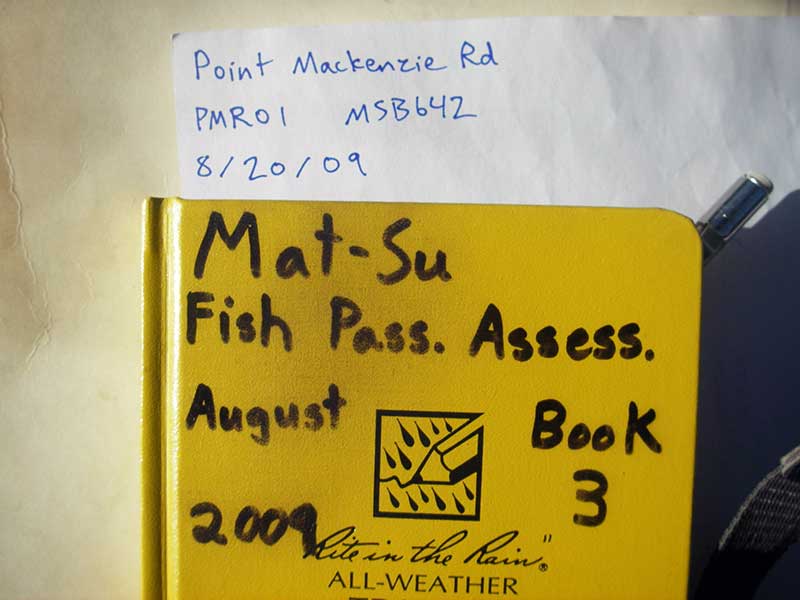 Point Mackenzie Rd
PMR01 MSB642
8/20/09
Mat-Su
Fish Pass. Assess.
August
Book
3
2009
Rite in the Rain®
ALL-WEATHER